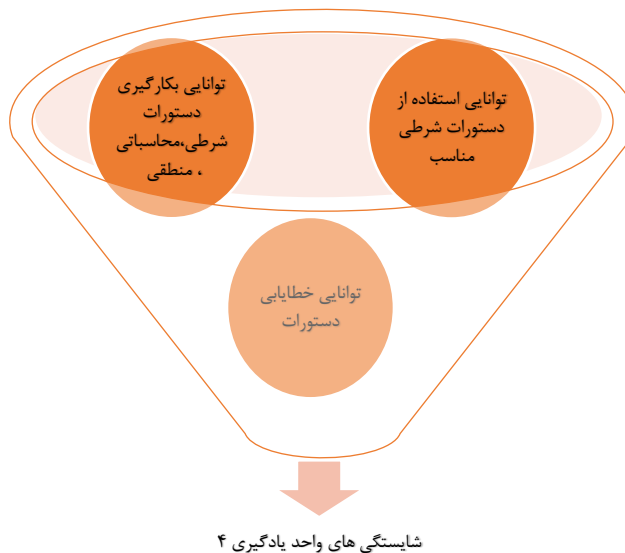 توانایی استفاده از
دستورات شرطی
مناسب
توانایی بکارگیری
دستورات
شرطی،محاسباتی
، منطقی
توانایی خطایابی
دستورات
شایستگی های واحد یادگیری ۴